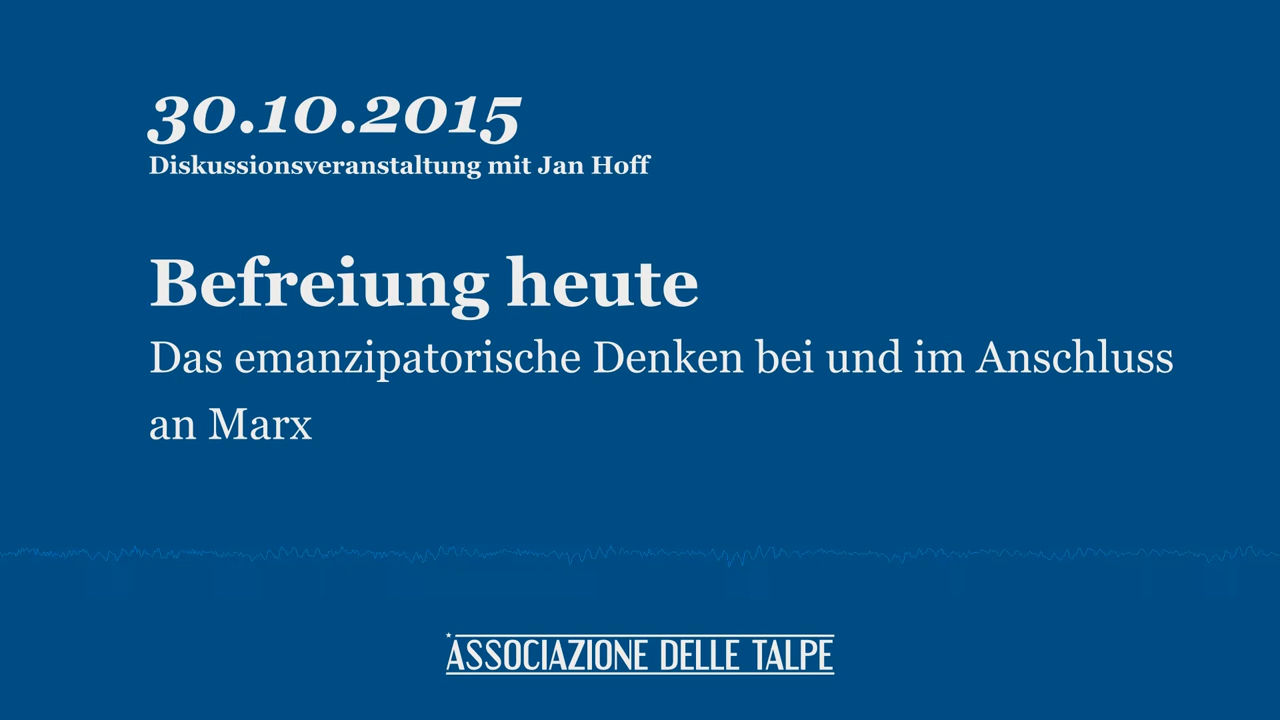 30.10.2015
Diskussionsveranstaltung mit Jan Hoff
Befreiung heute
Das emanzipatorische Denken bei und im Anschluss
an Marx
ASSOCIAZIONE DELLE TALPE